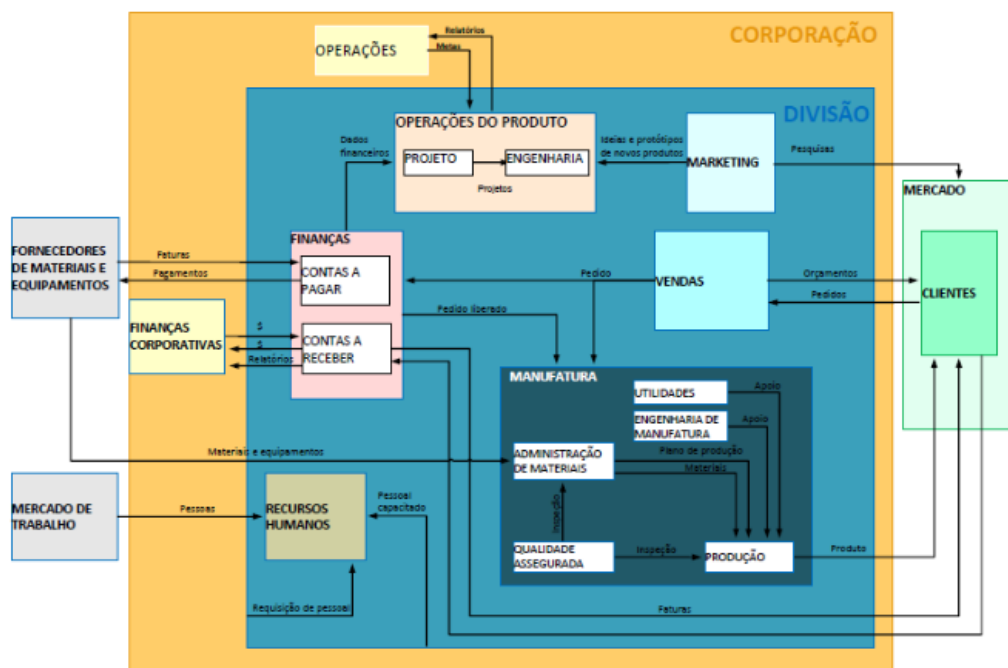 CORPORAÇÃO
Relatórios
OPERAÇÕES
Metas
DIVISÃO
OPERAÇÕES DO PRODUTO
Dados
financeiros
PROJETO
ENGENHARIA
Projetos
Ideias e protótipos
de novos produtos
MARKETING
Pesquisas
MERCADO
FORNECEDORES
DE MATERIAIS E
EQUIPAMENTOS
Faturas
Pagamentos
FINANÇAS
CONTAS A
PAGAR
Pedido
VENDAS
Orçamentos
Pedidos
CLIENTES
FINANÇAS
CORPORATIVAS
$
$
Relatórios
CONTAS A
RECEBER
Pedido liberado
MANUFATURA
UTILIDADES
Apoio
ENGENHARIA DE
MANUFATURA
Apoio
Materiais e equipamentos
ADMINISTRAÇÃO
DE MATERIAIS
Plano de produção
Materiais
MERCADO DE
TRABALHO
Pessoas
RECURSOS
HUMANOS
Pessoal
capacitado
Inspeção
QUALIDADE
ASSEGURADA
Inspeção
PRODUÇÃO
Produto
Requisição de pessoal
Faturas
$